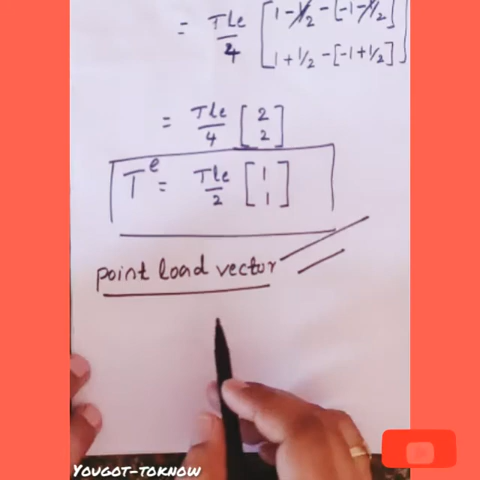 = Tle/4 [1 - 1/2 - [-1 - 1/2]
1 + 1/2 - [-1 + 1/2]]
= Tle/4 [2
2]
T^e = Tle/2 [1
1]
point load vector
YOUGOT-TOKNOW